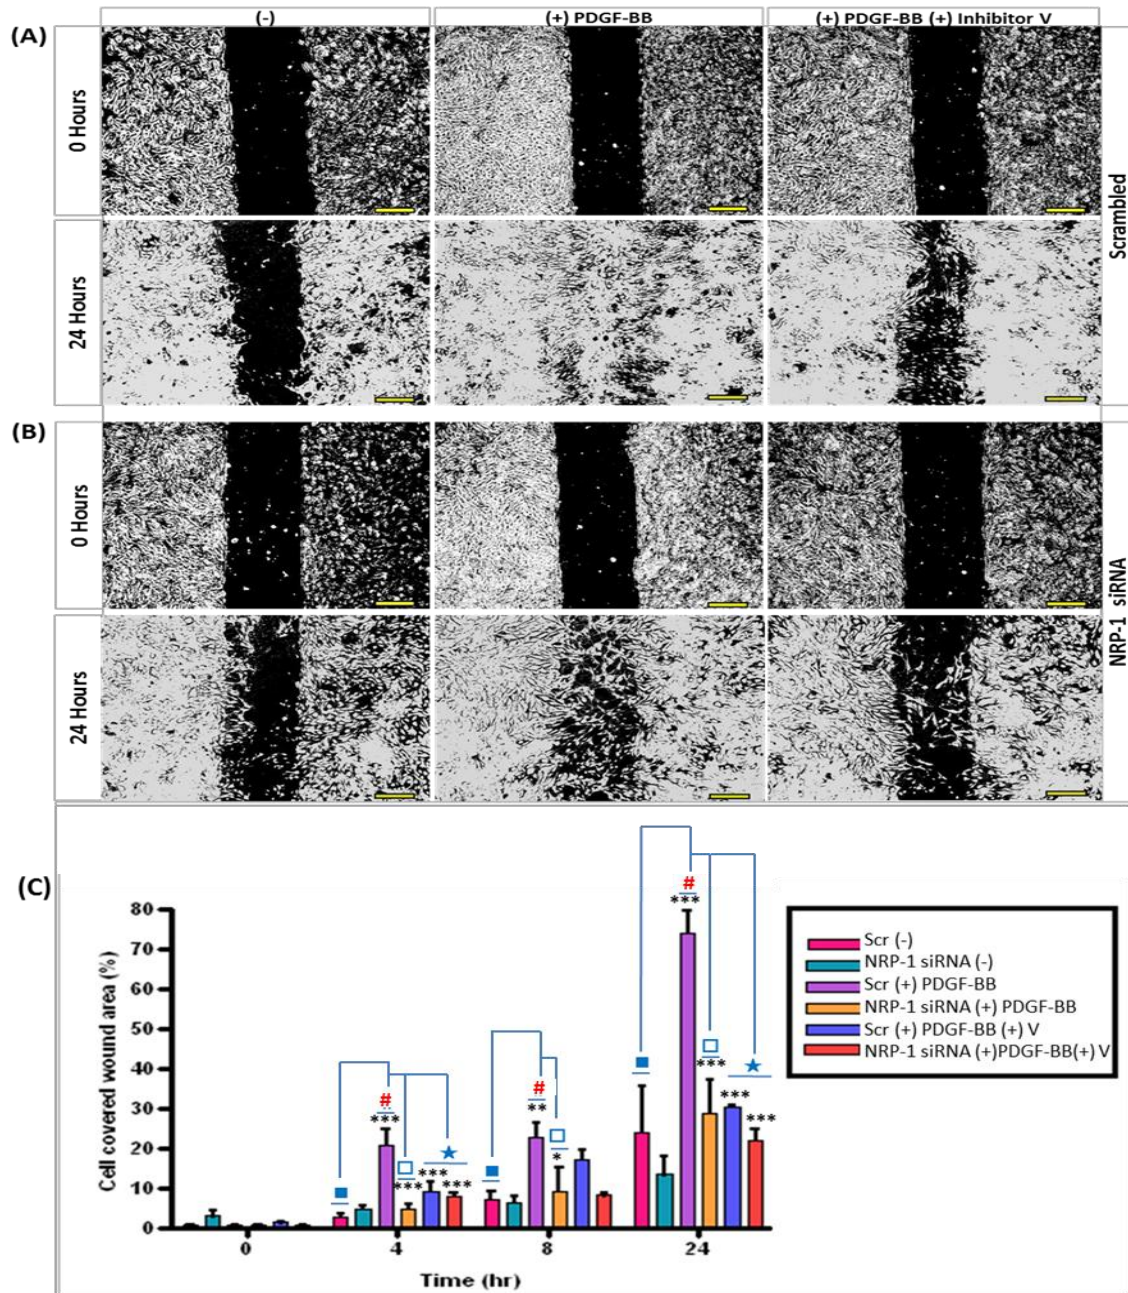 (-)
(+) PDGF-BB
(+) PDGF-BB (+) Inhibitor V
(A)
0 Hours
24 Hours
Scrambled
(B)
0 Hours
24 Hours
NRP-1 siRNA
(C)
Cell covered wound area (%)
80
70
60
50
40
30
20
10
0
#
***
***
***
***
#
**
*
#
***
***
***
***
0
4
8
24
Time (hr)
Scr (-)
NRP-1 siRNA (-)
Scr (+) PDGF-BB
NRP-1 siRNA (+) PDGF-BB
Scr (+) PDGF-BB (+) V
NRP-1 siRNA (+)PDGF-BB(+) V